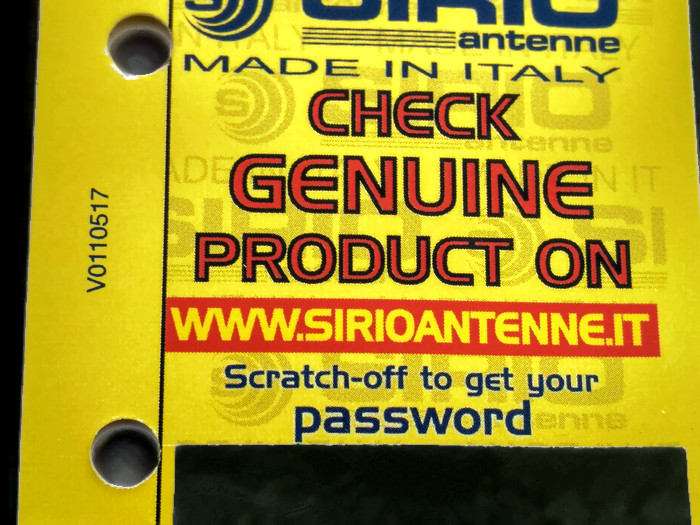 SIRIO
antenne
MADE IN ITALY
CHECK
GENUINE
PRODUCT ON
WWW.SIRIOANTENNE.IT
Scratch-off to get your
password
V0110517